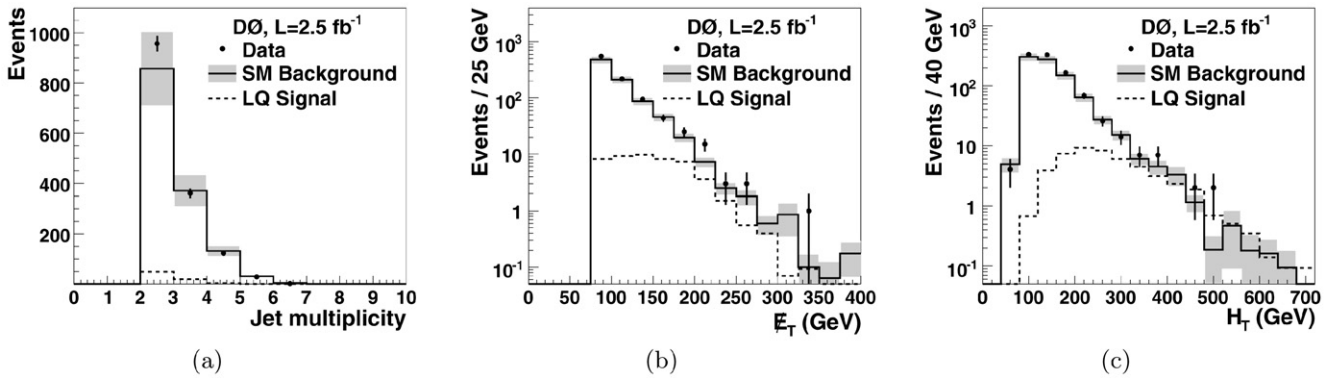 DØ, L=2.5 fb⁻¹
Data
SM Background
LQ Signal
Events
1000
800
600
400
200
0 1 2 3 4 5 6 7 8 9 10
Jet multiplicity
(a)
DØ, L=2.5 fb⁻¹
Data
SM Background
LQ Signal
Events / 25 GeV
10³
10²
10
1
10⁻¹
0 50 100 150 200 250 300 350 400
E̸_T (GeV)
(b)
DØ, L=2.5 fb⁻¹
Data
SM Background
LQ Signal
Events / 40 GeV
10³
10²
10
1
10⁻¹
0 100 200 300 400 500 600 700
H_T (GeV)
(c)